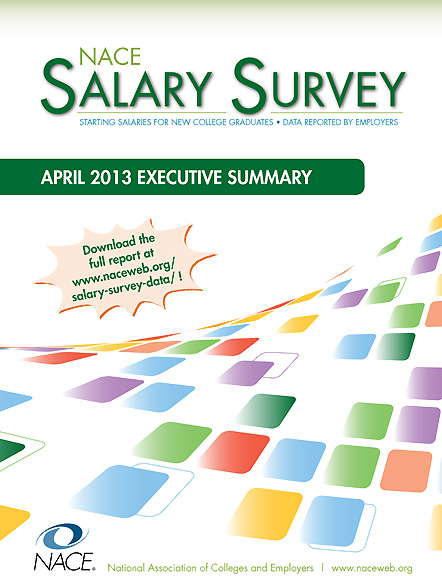 NACE
SALARY SURVEY
STARTING SALARIES FOR NEW COLLEGE GRADUATES • DATA REPORTED BY EMPLOYERS
APRIL 2013 EXECUTIVE SUMMARY
Download the
full report at
www.naceweb.org/
salary-survey-data/ !
NACE®
National Association of Colleges and Employers | www.naceweb.org